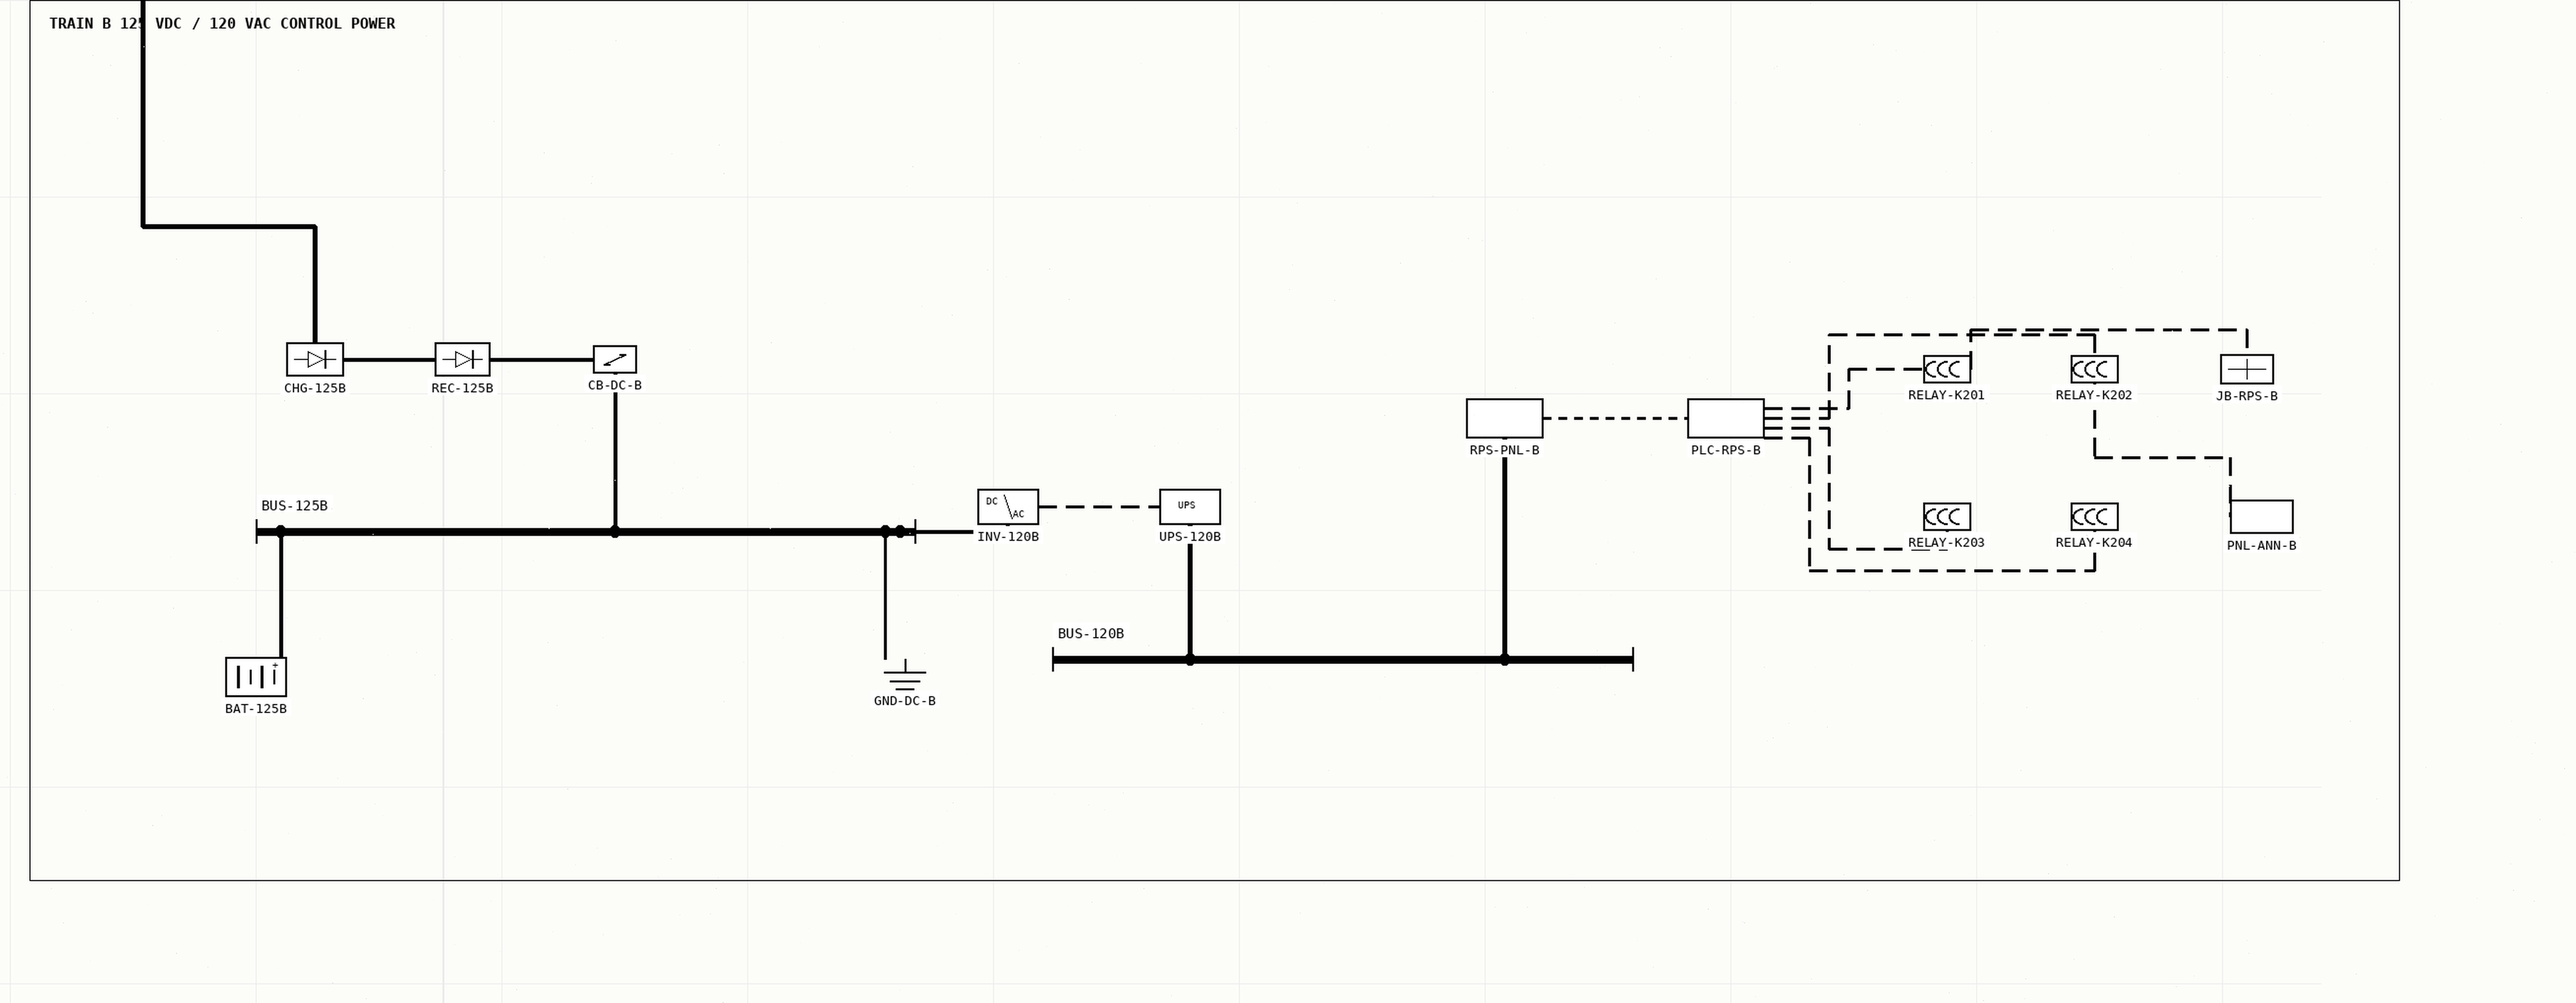 TRAIN B 125 VDC / 120 VAC CONTROL POWER
CHG-125B
REC-125B
CB-DC-B
RELAY-K201
RELAY-K202
JB-RPS-B
RPS-PNL-B
PLC-RPS-B
BUS-125B
DC
AC
INV-120B
UPS
UPS-120B
RELAY-K203
RELAY-K204
PNL-ANN-B
BUS-120B
+
BAT-125B
GND-DC-B